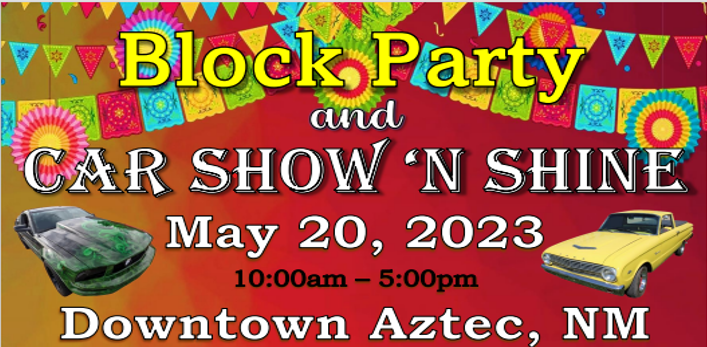 Block Party
and
CAR SHOW ‘N SHINE
May 20, 2023
10:00am – 5:00pm
Downtown Aztec, NM